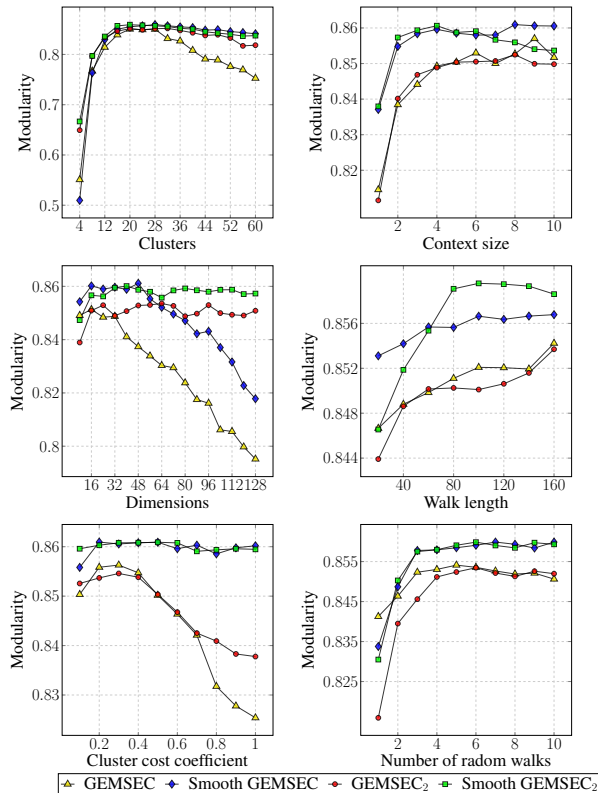 0.8
0.7
0.6
0.5
Modularity
4 12 20 28 36 44 52 60
Clusters
0.86
0.85
0.84
0.83
0.82
Modularity
2 4 6 8 10
Context size
0.86
0.84
0.82
0.8
Modularity
16 32 48 64 80 96 112 128
Dimensions
0.856
0.852
0.848
0.844
Modularity
40 80 120 160
Walk length
0.86
0.85
0.84
0.83
Modularity
0.2 0.4 0.6 0.8 1
Cluster cost coefficient
0.855
0.845
0.835
0.825
Modularity
2 4 6 8 10
Number of radom walks
GEMSEC Smooth GEMSEC GEMSEC₂ Smooth GEMSEC₂